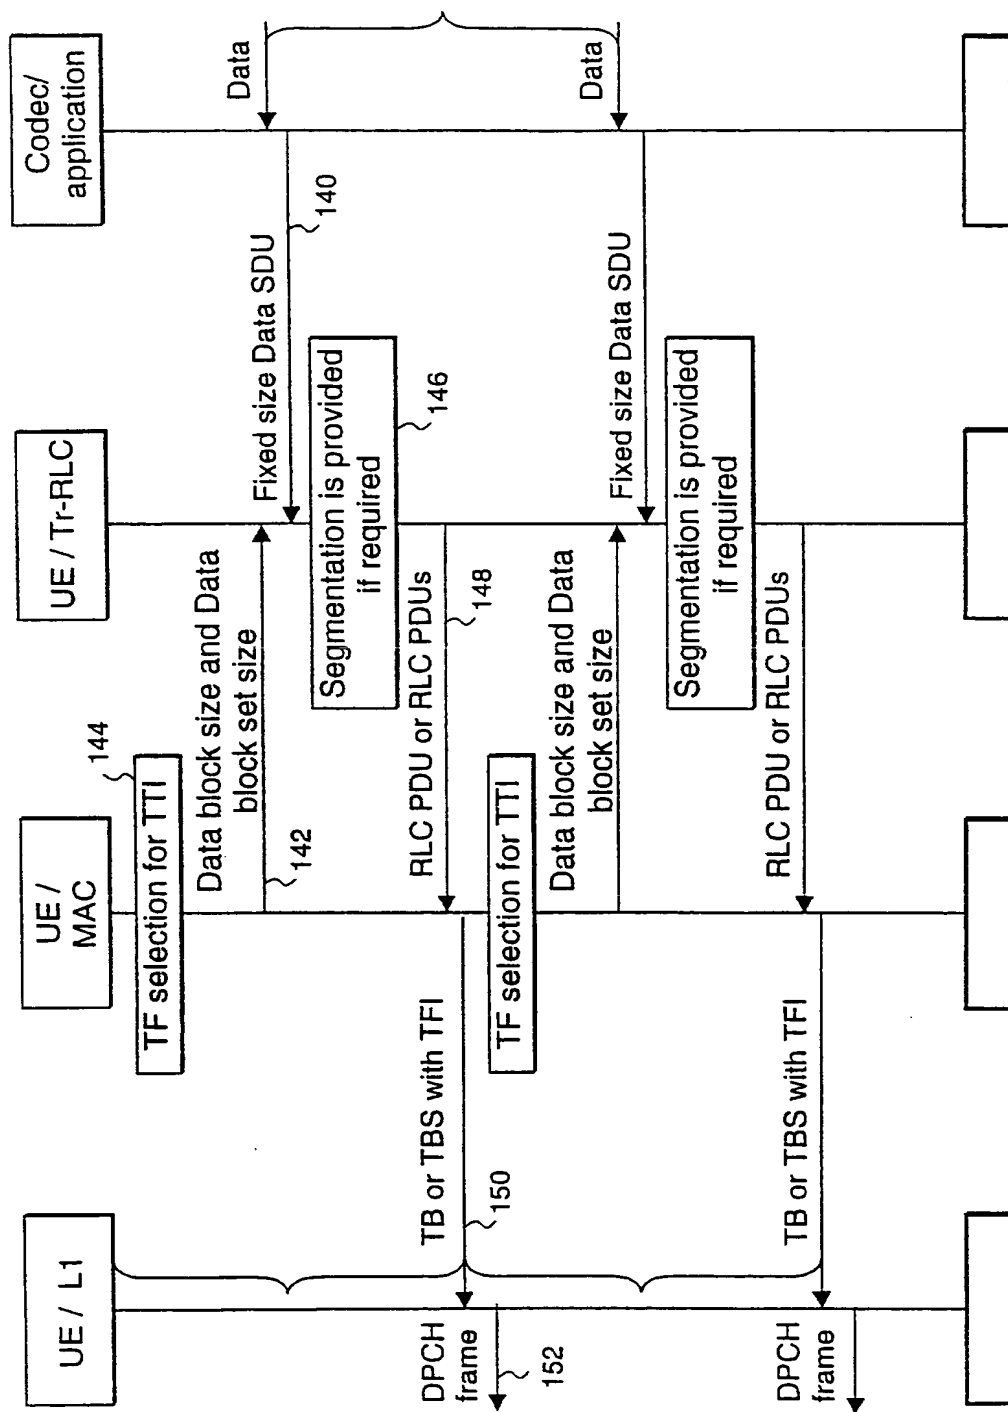 UE / L1
UE /
MAC
UE / Tr-RLC
Codec/
application
TF selection for TTI
144
Data block size and Data
block set size
142
Data
Fixed size Data SDU
140
Segmentation is provided
if required
146
RLC PDU or RLC PDUs
148
TB or TBS with TFI
150
DPCH
frame
152
TF selection for TTI
Data block size and Data
block set size
Data
Fixed size Data SDU
Segmentation is provided
if required
RLC PDU or RLC PDUs
TB or TBS with TFI
DPCH
frame